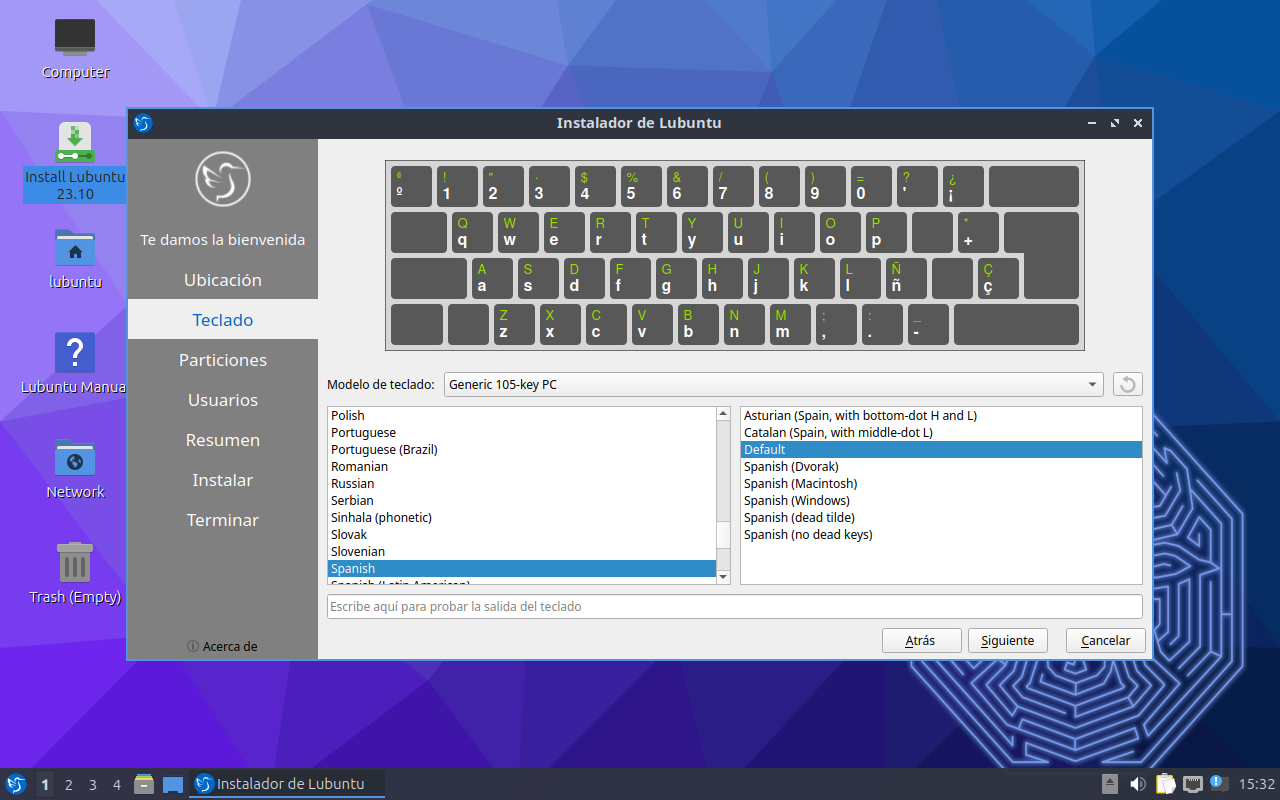 Computer
Install Lubuntu
23.10
lubuntu
Lubuntu Manua
Network
Trash (Empty)
Instalador de Lubuntu
Te damos la bienvenida
Ubicación
Teclado
Particiones
Usuarios
Resumen
Instalar
Terminar
Acerca de
ª ! " · $ % & / ( ) = ? ¿
º 1 2 3 4 5 6 7 8 9 0 ' ¡
Q W E R T Y U I O P *
q w e r t y u i o p +
A S D F G H J K L Ñ Ç
a s d f g h j k l ñ ç
Z X C V B N M ; : _
z x c v b n m , . -
Modelo de teclado: Generic 105-key PC
Polish
Portuguese
Portuguese (Brazil)
Romanian
Russian
Serbian
Sinhala (phonetic)
Slovak
Slovenian
Spanish
Spanish (Latin American)
Asturian (Spain, with bottom-dot H and L)
Catalan (Spain, with middle-dot L)
Default
Spanish (Dvorak)
Spanish (Macintosh)
Spanish (Windows)
Spanish (dead tilde)
Spanish (no dead keys)
Escribe aquí para probar la salida del teclado
Atrás Siguiente Cancelar
1 2 3 4 Instalador de Lubuntu 15:32